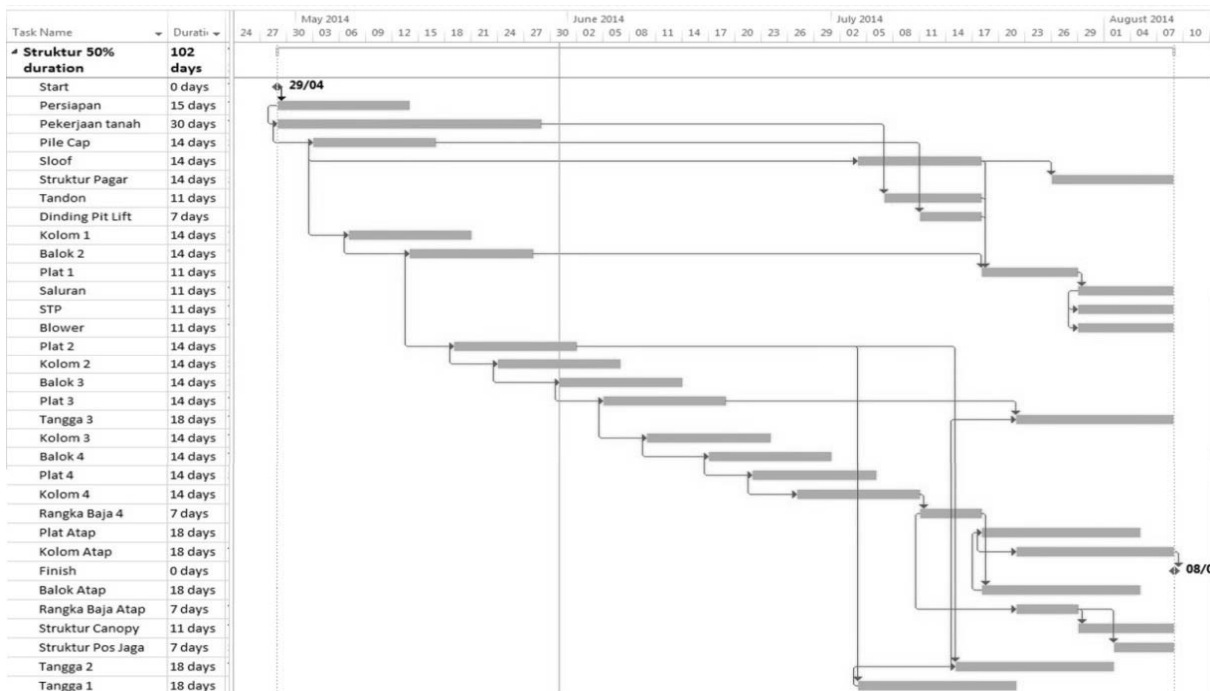 May 2014 June 2014 July 2014 August 2014
Task Name Durati 24 27 30 03 06 09 12 15 18 21 24 27 30 02 05 08 11 14 17 20 23 26 29 02 05 08 11 14 17 20 23 26 29 01 04 07 10
Struktur 50% 102
duration days
Start 0 days 29/04
Persiapan 15 days
Pekerjaan tanah 30 days
Pile Cap 14 days
Sloof 14 days
Struktur Pagar 14 days
Tandon 11 days
Dinding Pit Lift 7 days
Kolom 1 14 days
Balok 2 14 days
Plat 1 11 days
Saluran 11 days
STP 11 days
Blower 11 days
Plat 2 14 days
Kolom 2 14 days
Balok 3 14 days
Plat 3 14 days
Tangga 3 18 days
Kolom 3 14 days
Balok 4 14 days
Plat 4 14 days
Kolom 4 14 days
Rangka Baja 4 7 days
Plat Atap 18 days
Kolom Atap 18 days
Finish 0 days 08/0
Balok Atap 18 days
Rangka Baja Atap 7 days
Struktur Canopy 11 days
Struktur Pos Jaga 7 days
Tangga 2 18 days
Tangga 1 18 days